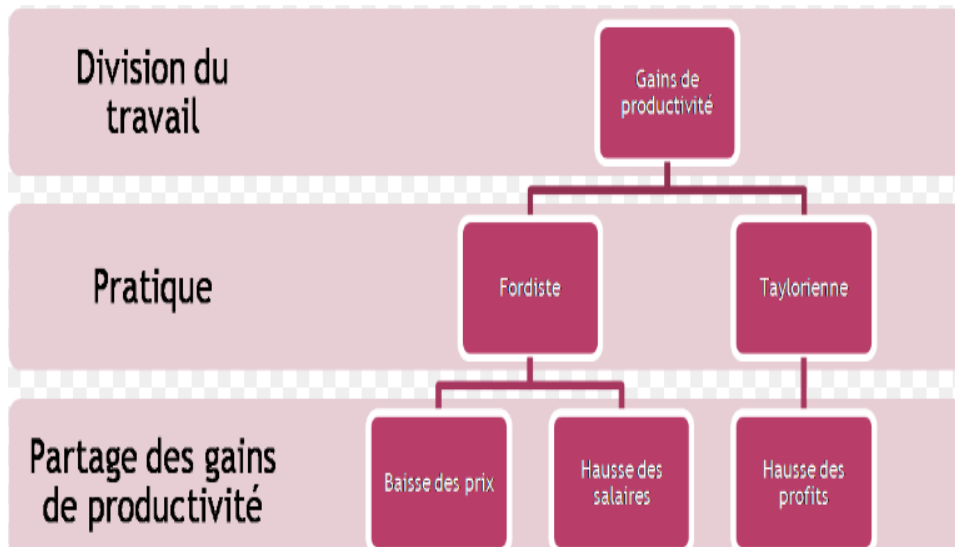 Division du
travail
Gains de
productivité
Pratique
Fordiste
Taylorienne
Partage des gains
de productivité
Baisse des prix
Hausse des
salaires
Hausse des
profits